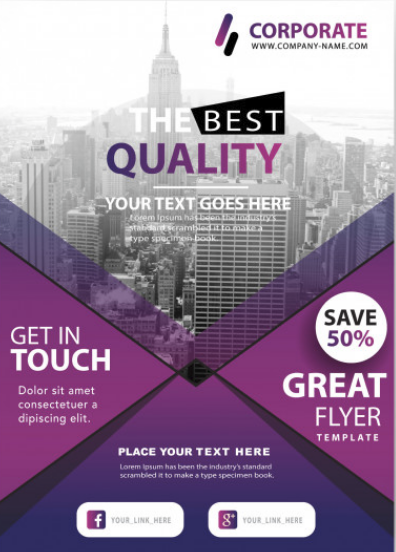 CORPORATE
WWW.COMPANY-NAME.COM
THE BEST
QUALITY
YOUR TEXT GOES HERE
Lorem Ipsum has been the industry's
standard scrambled it to make a
type specimen book.
SAVE
50%
GET IN
TOUCH
Dolor sit amet
consectetuer a
dipiscing elit.
GREAT
FLYER
TEMPLATE
PLACE YOUR TEXT HERE
Lorem Ipsum has been the industry's standard
scrambled it to make a type specimen book.
f YOUR_LINK_HERE
g+ YOUR_LINK_HERE